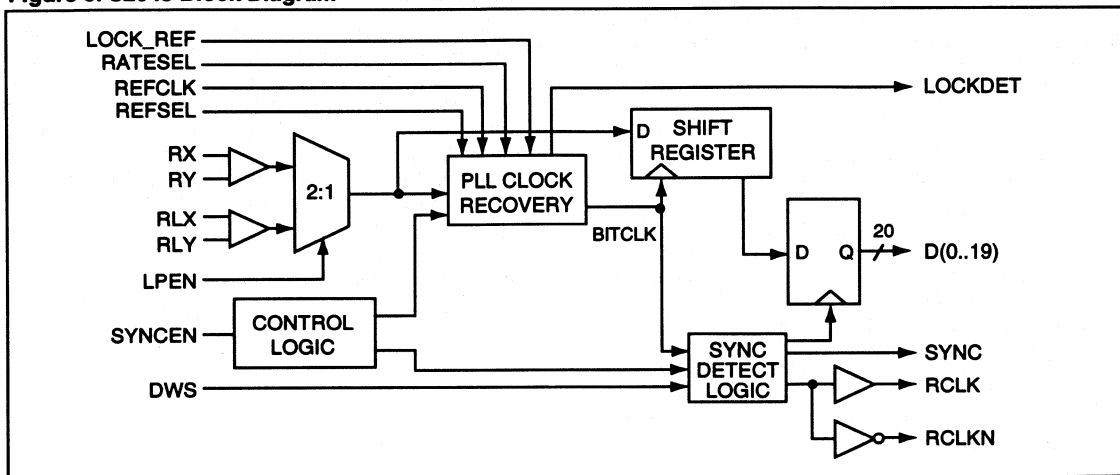 LOCK_REF
RATESEL
REFCLK
REFSEL
LOCKDET
D SHIFT
REGISTER
RX
RY
2:1
PLL CLOCK
RECOVERY
RLX
RLY
BITCLK
20
D Q
D(0..19)
LPEN
SYNCEN
CONTROL
LOGIC
SYNC
DETECT
LOGIC
SYNC
DWS
RCLK
RCLKN